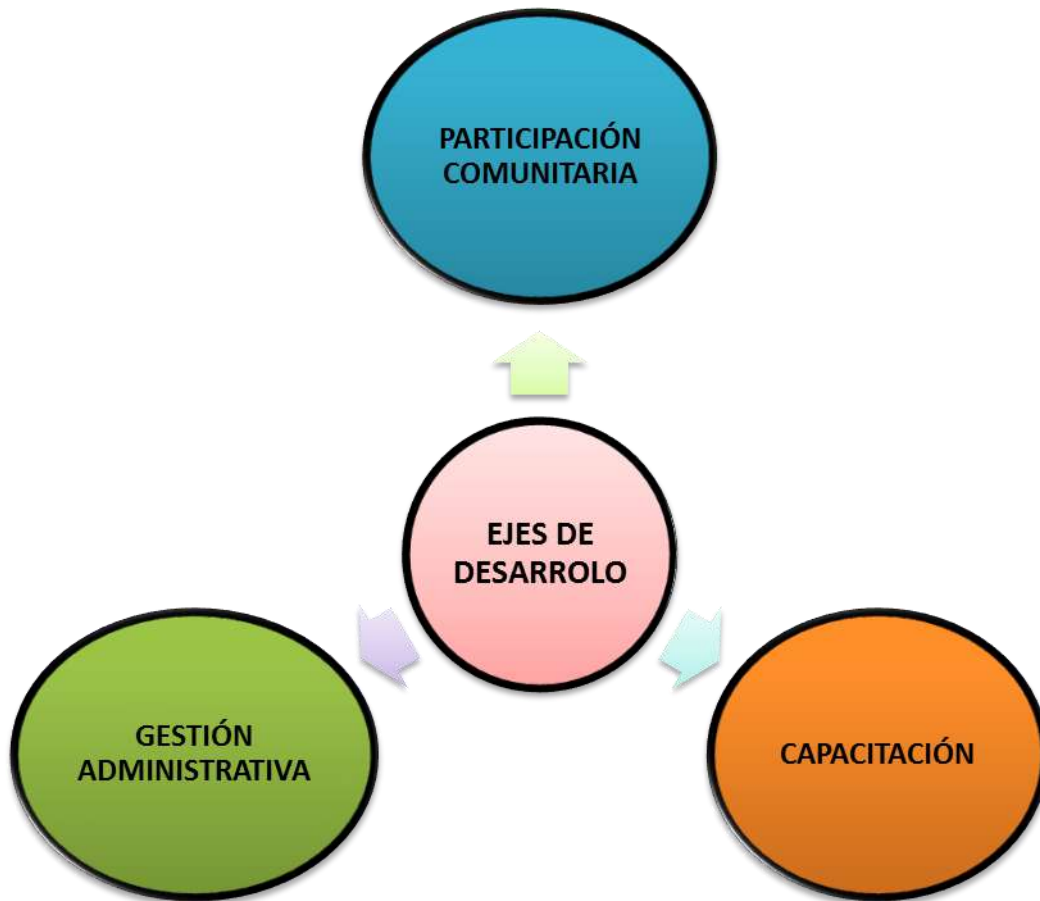 PARTICIPACIÓN
COMUNITARIA
EJES DE
DESARROLO
GESTIÓN
ADMINISTRATIVA
CAPACITACIÓN